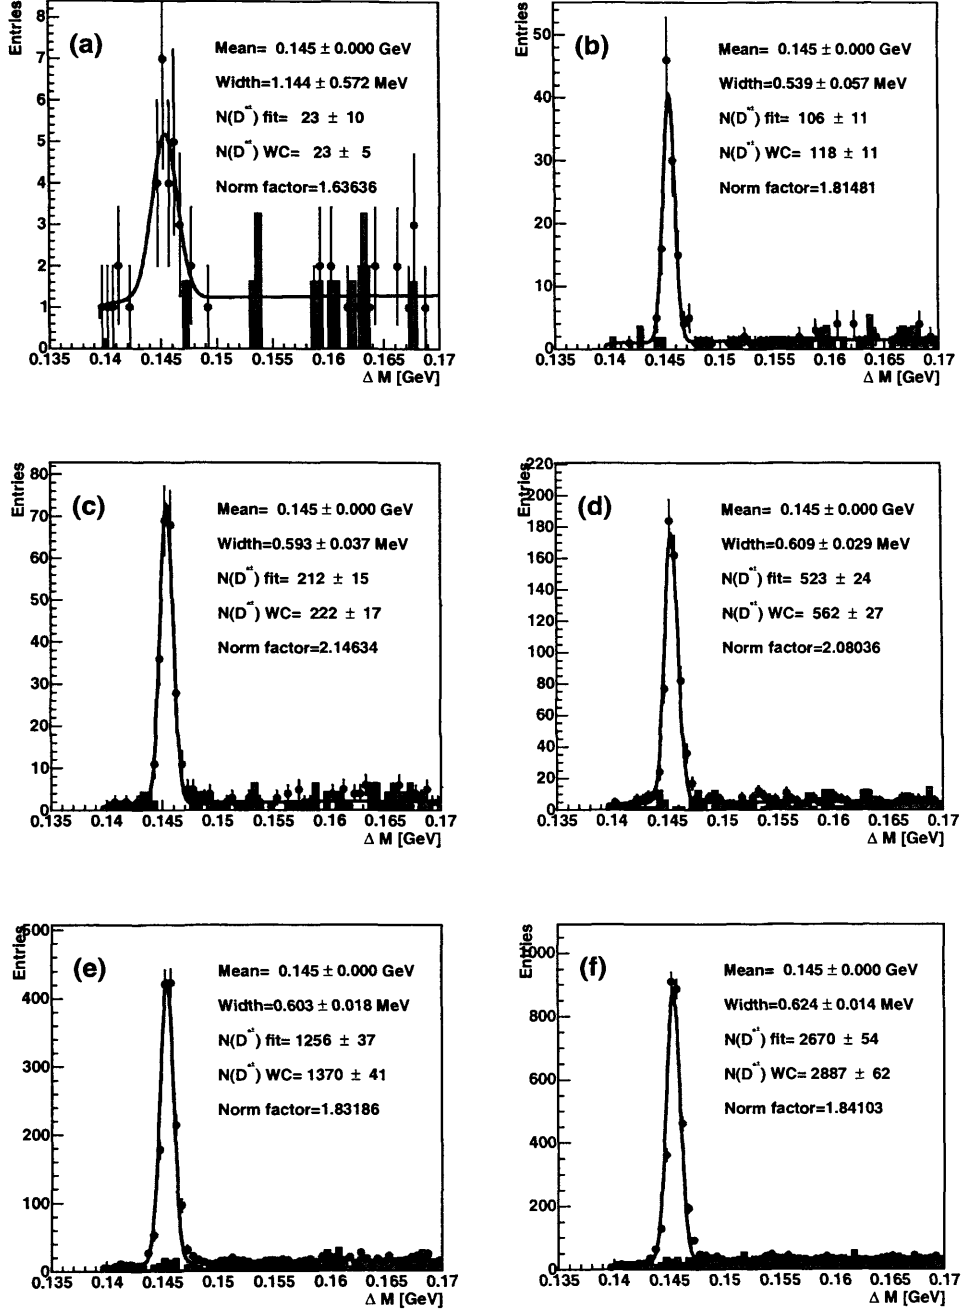 Entries
(a)
Mean= 0.145 ± 0.000 GeV
Width=1.144 ± 0.572 MeV
N(D*±) fit= 23 ± 10
N(D*±) WC= 23 ± 5
Norm factor=1.63636
8
7
6
5
4
3
2
1
0
0.135 0.14 0.145 0.15 0.155 0.16 0.165 0.17
Δ M [GeV]
Entries
(b)
Mean= 0.145 ± 0.000 GeV
Width=0.539 ± 0.057 MeV
N(D*±) fit= 106 ± 11
N(D*±) WC= 118 ± 11
Norm factor=1.81481
50
40
30
20
10
0
0.135 0.14 0.145 0.15 0.155 0.16 0.165 0.17
Δ M [GeV]
Entries
(c)
Mean= 0.145 ± 0.000 GeV
Width=0.593 ± 0.037 MeV
N(D*±) fit= 212 ± 15
N(D*±) WC= 222 ± 17
Norm factor=2.14634
80
70
60
50
40
30
20
10
0
0.135 0.14 0.145 0.15 0.155 0.16 0.165 0.17
Δ M [GeV]
Entries
(d)
Mean= 0.145 ± 0.000 GeV
Width=0.609 ± 0.029 MeV
N(D*±) fit= 523 ± 24
N(D*±) WC= 562 ± 27
Norm factor=2.08036
220
200
180
160
140
120
100
80
60
40
20
0
0.135 0.14 0.145 0.15 0.155 0.16 0.165 0.17
Δ M [GeV]
Entries
(e)
Mean= 0.145 ± 0.000 GeV
Width=0.603 ± 0.018 MeV
N(D*±) fit= 1256 ± 37
N(D*±) WC= 1370 ± 41
Norm factor=1.83186
500
400
300
200
100
0
0.135 0.14 0.145 0.15 0.155 0.16 0.165 0.17
Δ M [GeV]
Entries
(f)
Mean= 0.145 ± 0.000 GeV
Width=0.624 ± 0.014 MeV
N(D*±) fit= 2670 ± 54
N(D*±) WC= 2887 ± 62
Norm factor=1.84103
1000
800
600
400
200
0
0.135 0.14 0.145 0.15 0.155 0.16 0.165 0.17
Δ M [GeV]